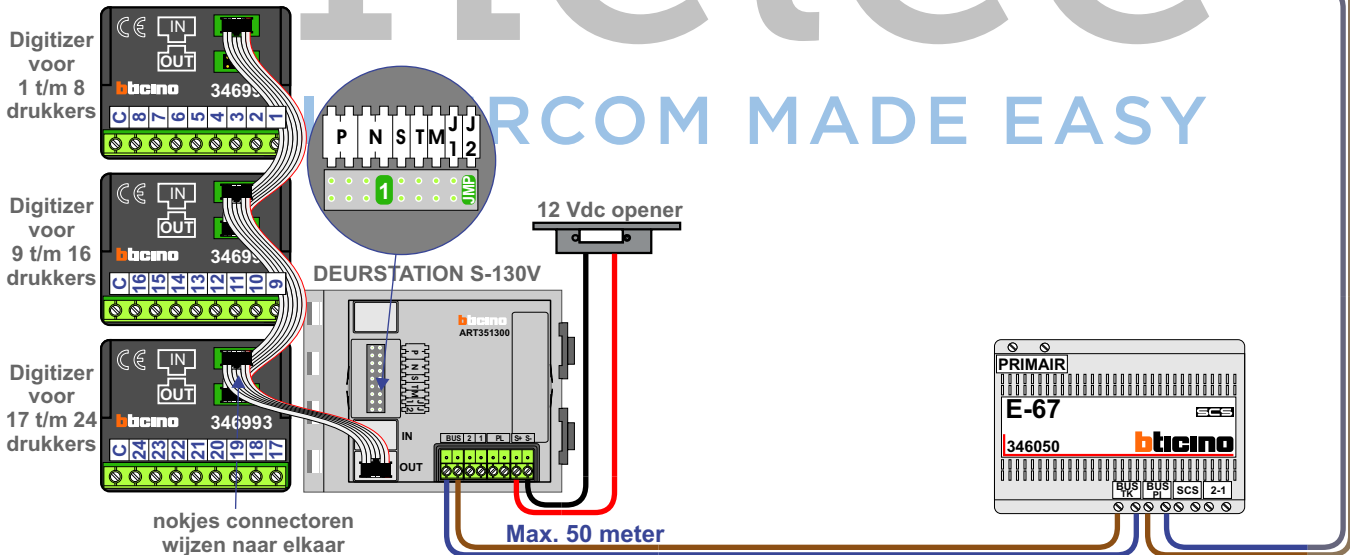 Digitizer
voor
1 t/m 8
drukkers
IN
OUT
bticino
C 8 7 6 5 4 3 2 1
Digitizer
voor
9 t/m 16
drukkers
IN
OUT
bticino
C 16 15 14 13 12 11 10 9
Digitizer
voor
17 t/m 24
drukkers
IN
OUT
bticino 346993
C 24 23 22 21 20 19 18 17
nokjes connectoren
wijzen naar elkaar
RCOM MADE EASY
P N S T M J1 J2
1 JMP
12 Vdc opener
DEURSTATION S-130V
bticino
ART351300
P N S T M J1 J2
IN
OUT
BUS 2 1 PL S+ S-
Max. 50 meter
PRIMAIR
E-67
SCS
346050
bticino
BUS TK BUS PI SCS 2-1